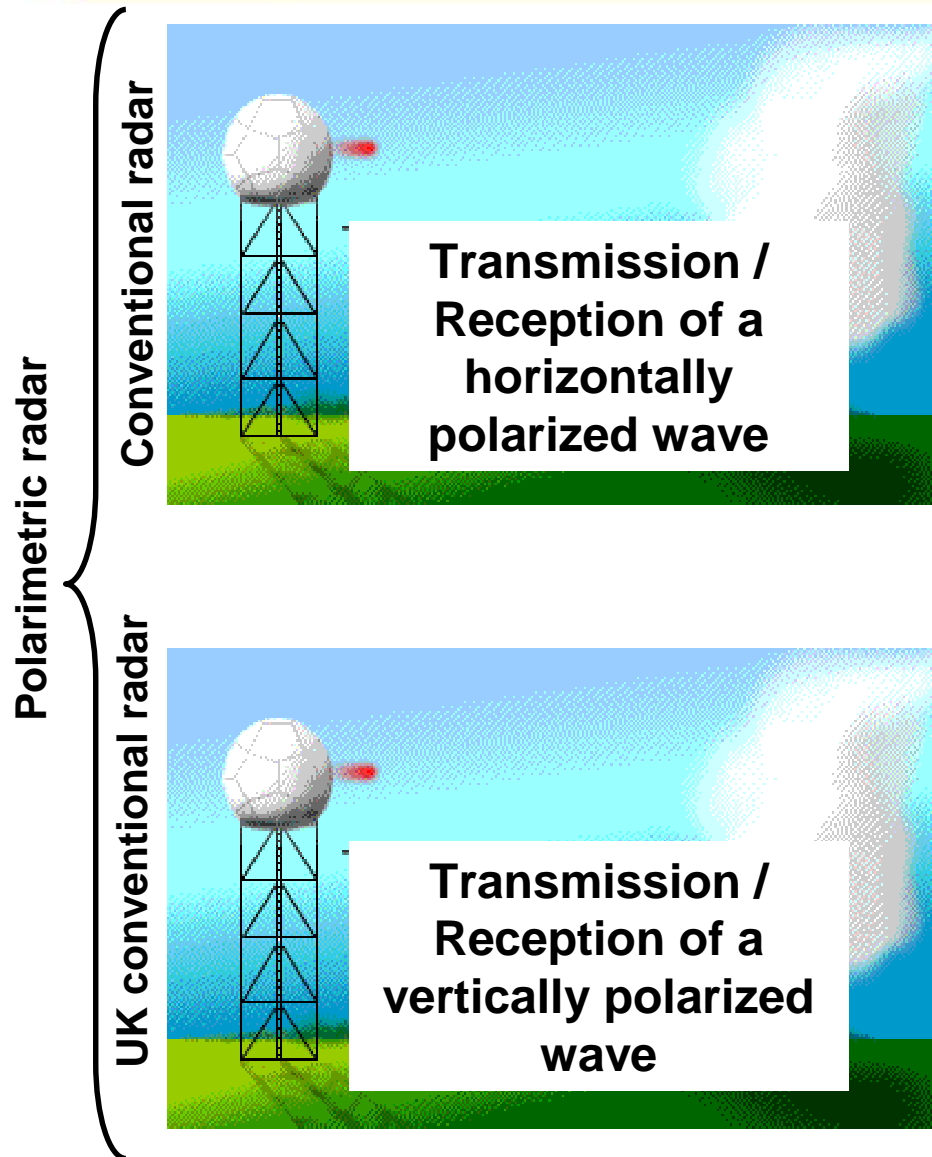 Polarimetric radar
Conventional radar
Transmission /
Reception of a
horizontally
polarized wave
UK conventional radar
Transmission /
Reception of a
vertically polarized
wave